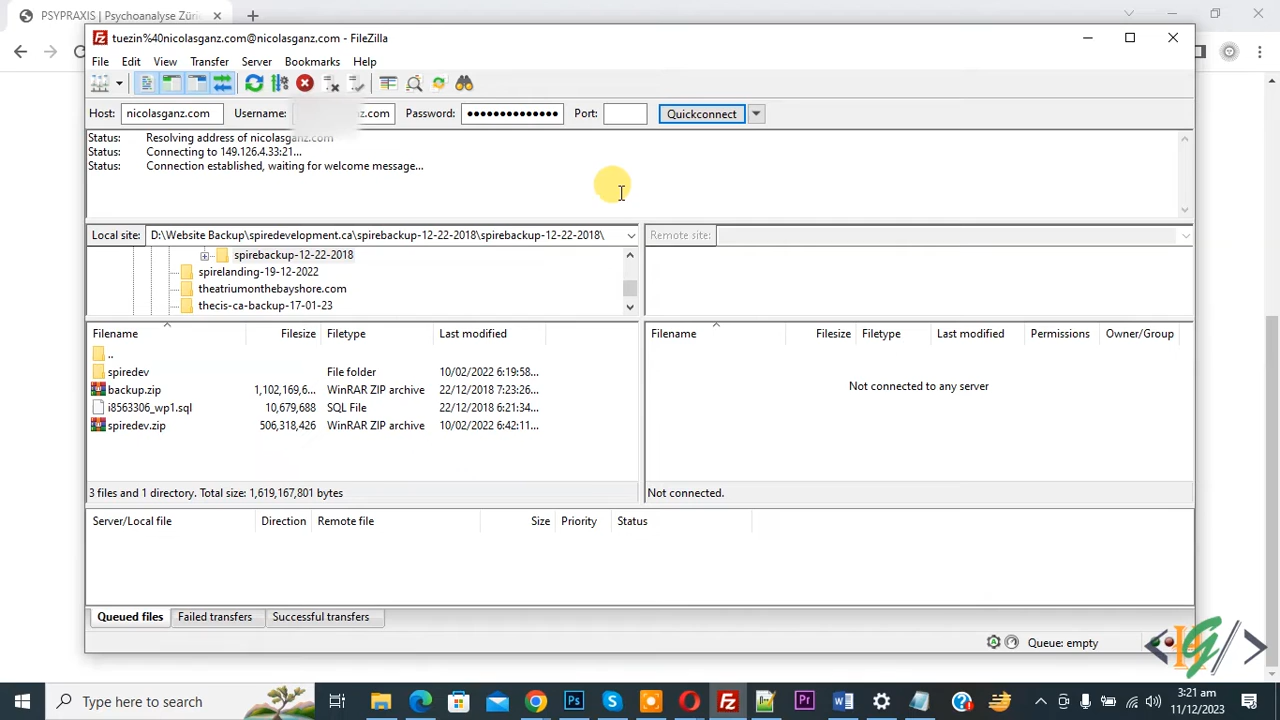 PSYPRAXIS | Psychoanalyse Züri
tuezin%40nicolasganz.com@nicolasganz.com - FileZilla
File Edit View Transfer Server Bookmarks Help
Host: nicolasganz.com Username: z.com Password: ●●●●●●●●●●●●●● Port: Quickconnect
Status: Resolving address of nicolasganz.com
Status: Connecting to 149.126.4.33:21...
Status: Connection established, waiting for welcome message...
Local site: D:\Website Backup\spiredevelopment.ca\spirebackup-12-22-2018\spirebackup-12-22-2018\ Remote site:
spirebackup-12-22-2018
spirelanding-19-12-2022
theatriumonthebayshore.com
thecis-ca-backup-17-01-23
Filename Filesize Filetype Last modified Filename Filesize Filetype Last modified Permissions Owner/Group
..
spiredev File folder 10/02/2022 6:19:58...
backup.zip 1,102,169,6... WinRAR ZIP archive 22/12/2018 7:23:26...
i8563306_wp1.sql 10,679,688 SQL File 22/12/2018 6:21:34...
spiredev.zip 506,318,426 WinRAR ZIP archive 10/02/2022 6:42:11...
Not connected to any server
3 files and 1 directory. Total size: 1,619,167,801 bytes Not connected.
Server/Local file Direction Remote file Size Priority Status
Queued files Failed transfers Successful transfers
Queue: empty
Type here to search
3:21 am
11/12/2023